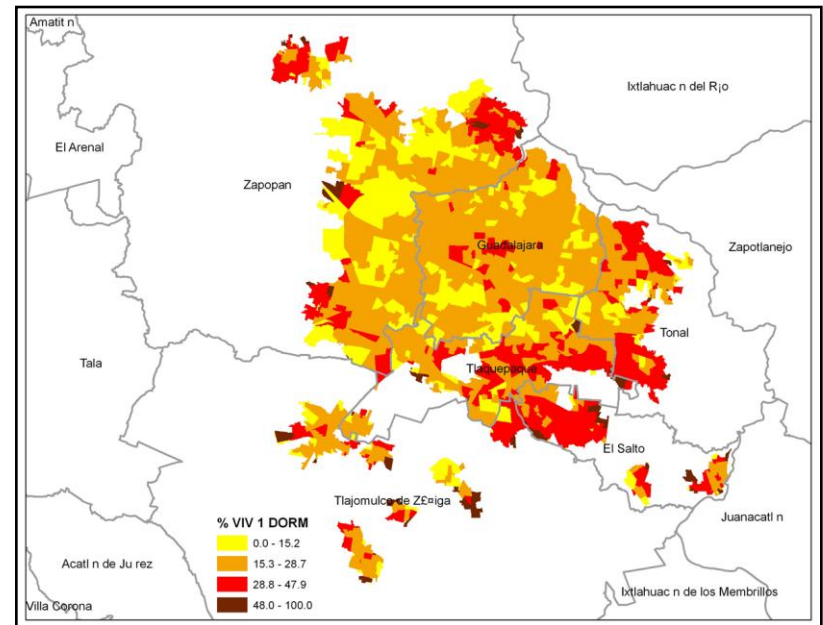 Amatit n
Ixtlahuac n del R¡o
El Arenal
Zapopan
Guadalajara
Zapotlanejo
Tonal
Tala
Tlaquepaque
El Salto
Tlajomulco de Z£¤iga
Juanacatl n
% VIV 1 DORM
0.0 - 15.2
15.3 - 28.7
28.8 - 47.9
48.0 - 100.0
Acatl n de Ju rez
Ixtlahuac n de los Membrillos
Villa Corona